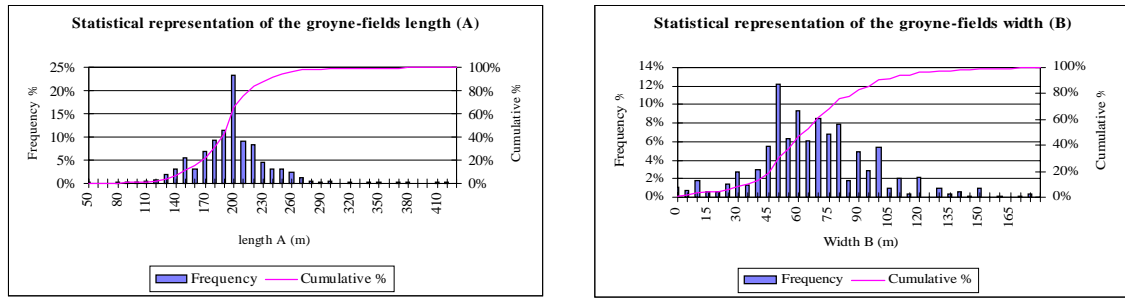 Statistical representation of the groyne-fields length (A)
25%
20%
15%
10%
5%
0%
Frequency %
100%
80%
60%
40%
20%
0%
Cumulative %
50 80 110 140 170 200 230 260 290 320 350 380 410
length A (m)
Frequency Cumulative %
Statistical representation of the groyne-fields width (B)
14%
12%
10%
8%
6%
4%
2%
0%
Frequency %
100%
80%
60%
40%
20%
0%
Cumulative %
0 15 30 45 60 75 90 105 120 135 150 165
Width B (m)
Frequency Cumulative %